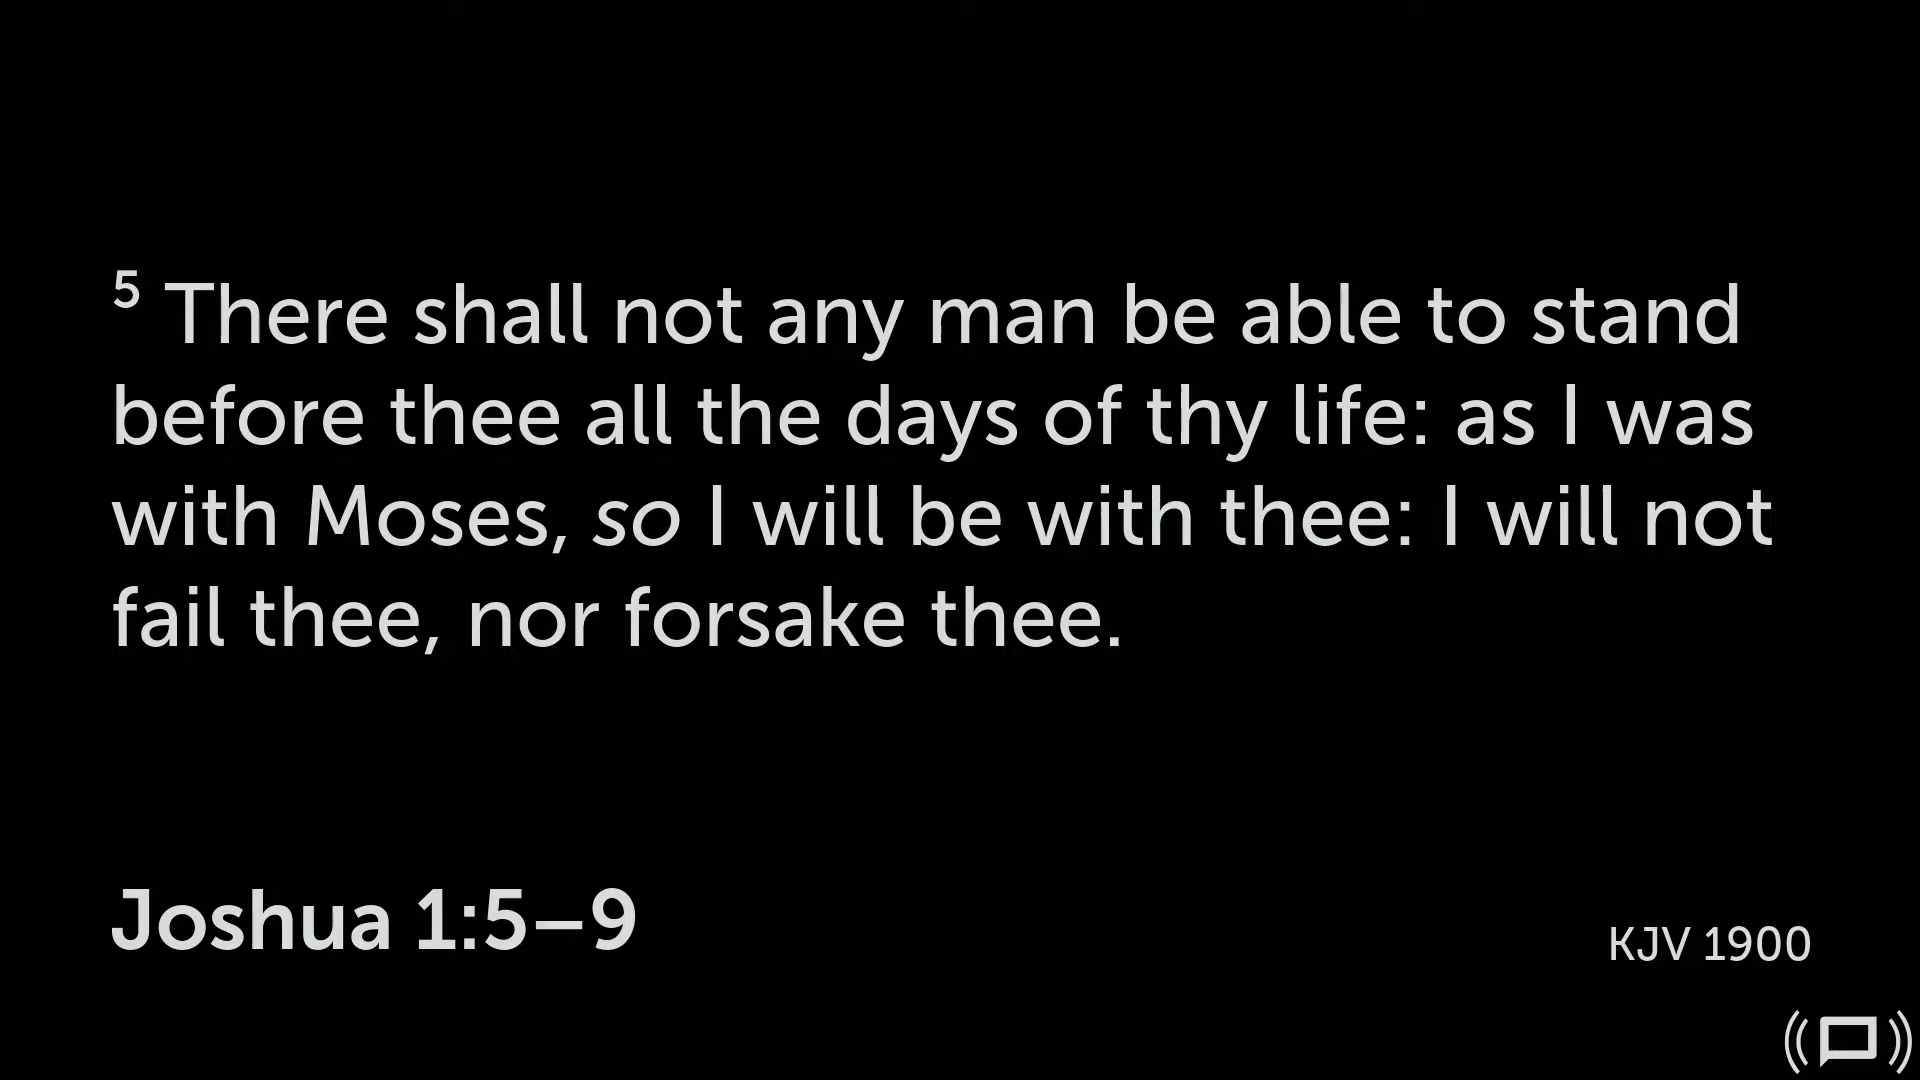 5 There shall not any man be able to stand
before thee all the days of thy life: as I was
with Moses, so I will be with thee: I will not
fail thee, nor forsake thee.
Joshua 1:5–9
KJV 1900